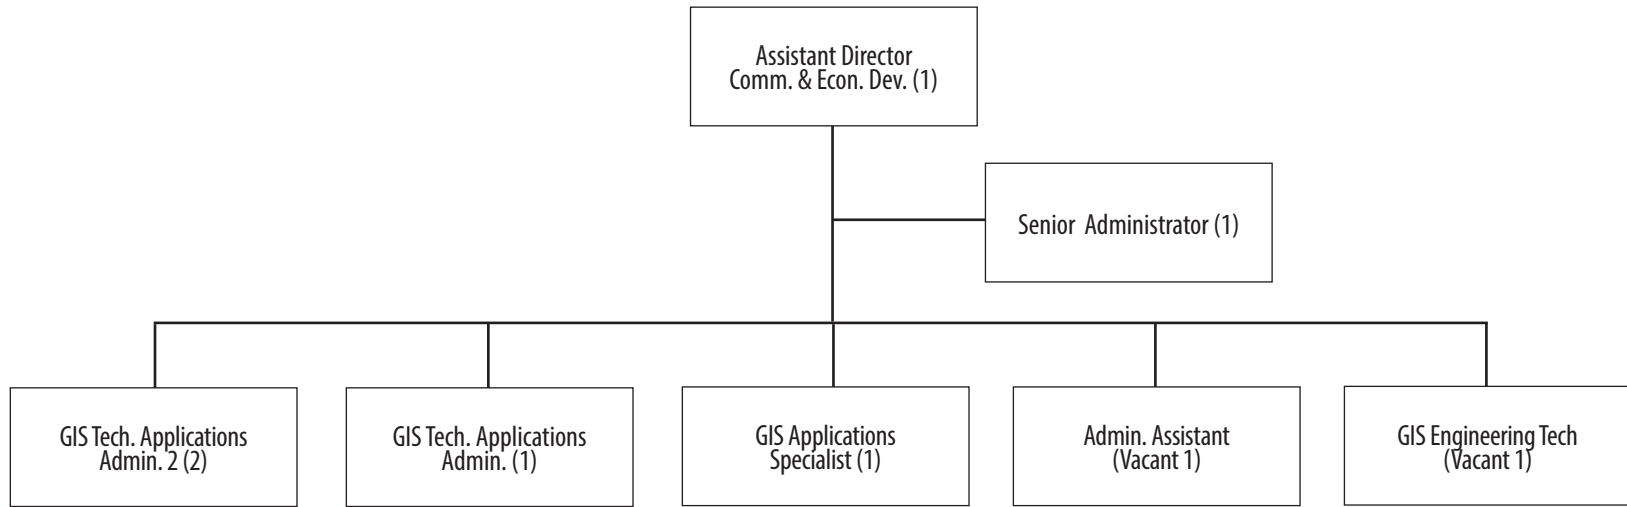 Assistant Director
Comm. & Econ. Dev. (1)
Senior Administrator (1)
GIS Tech. Applications
Admin. 2 (2)
GIS Tech. Applications
Admin. (1)
GIS Applications
Specialist (1)
Admin. Assistant
(Vacant 1)
GIS Engineering Tech
(Vacant 1)